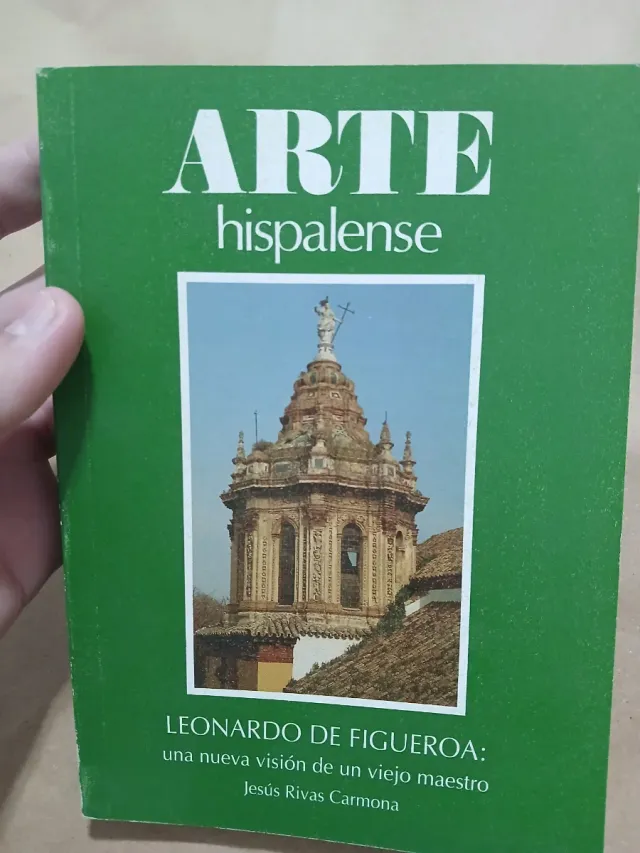 ARTE
hispalense
LEONARDO DE FIGUEROA:
una nueva visión de un viejo maestro
Jesús Rivas Carmona